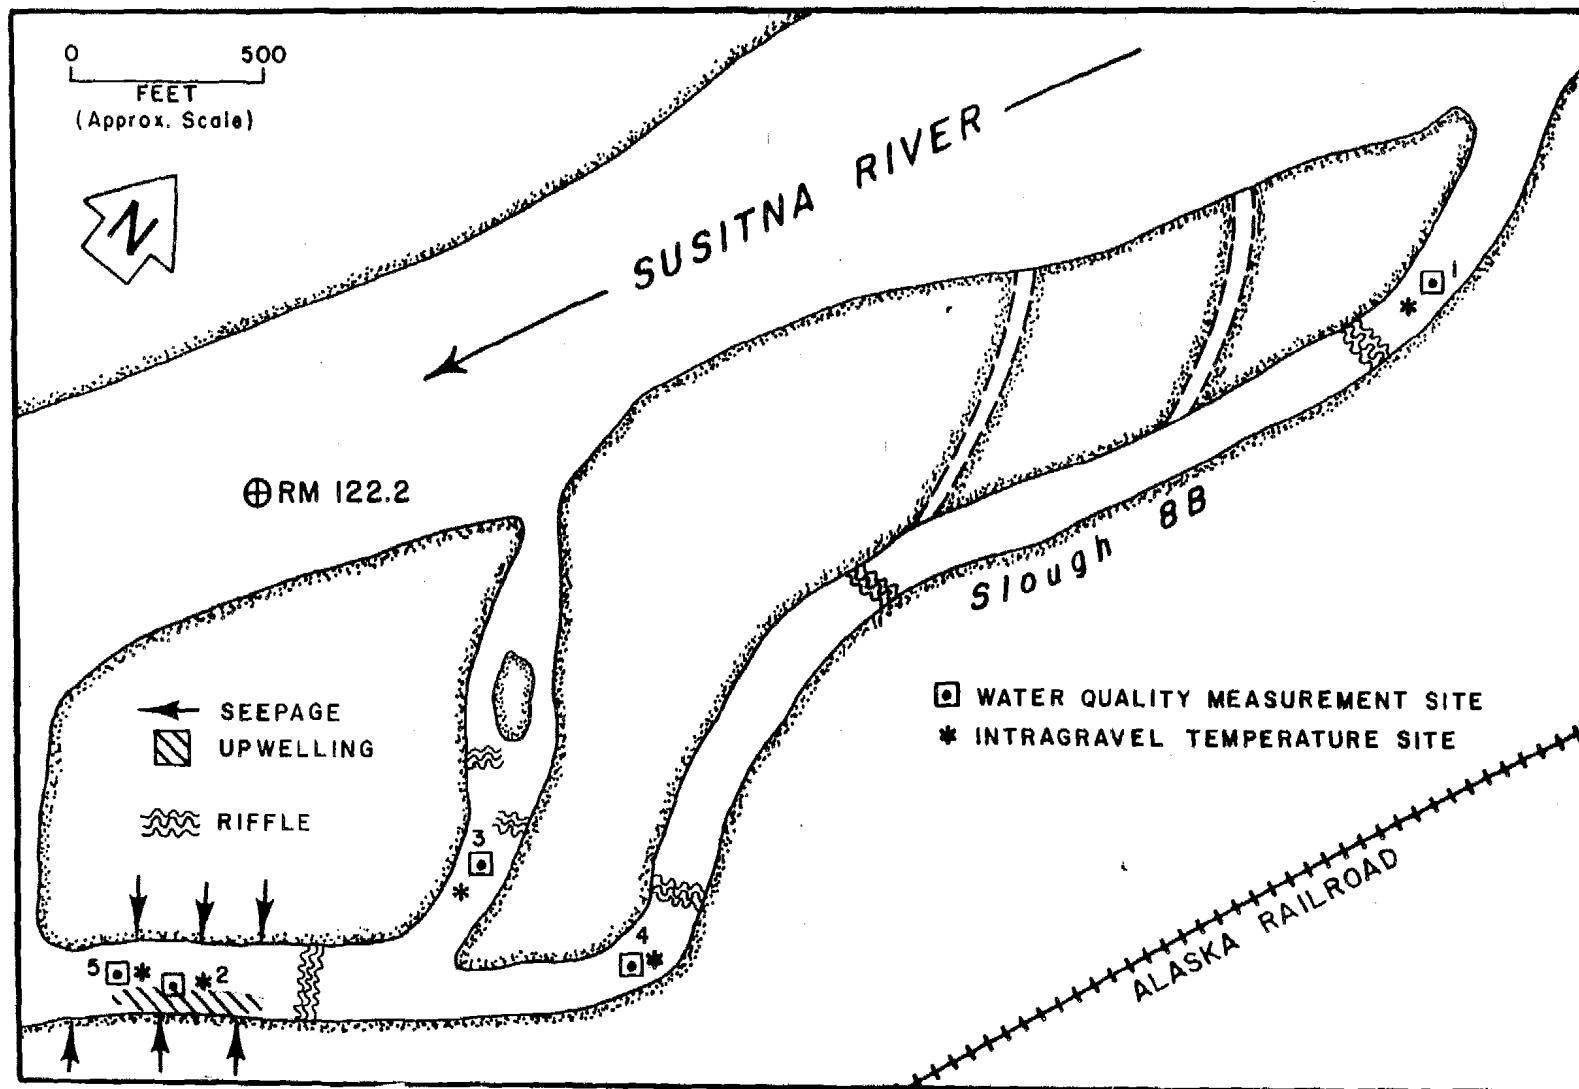 0 500
FEET
(Approx. Scale)
N
SUSITNA RIVER
1
RM 122.2
Slough 8B
SEEPAGE
UPWELLING
RIFFLE
WATER QUALITY MEASUREMENT SITE
INTRAGRAVEL TEMPERATURE SITE
3
4
5
2
ALASKA RAILROAD